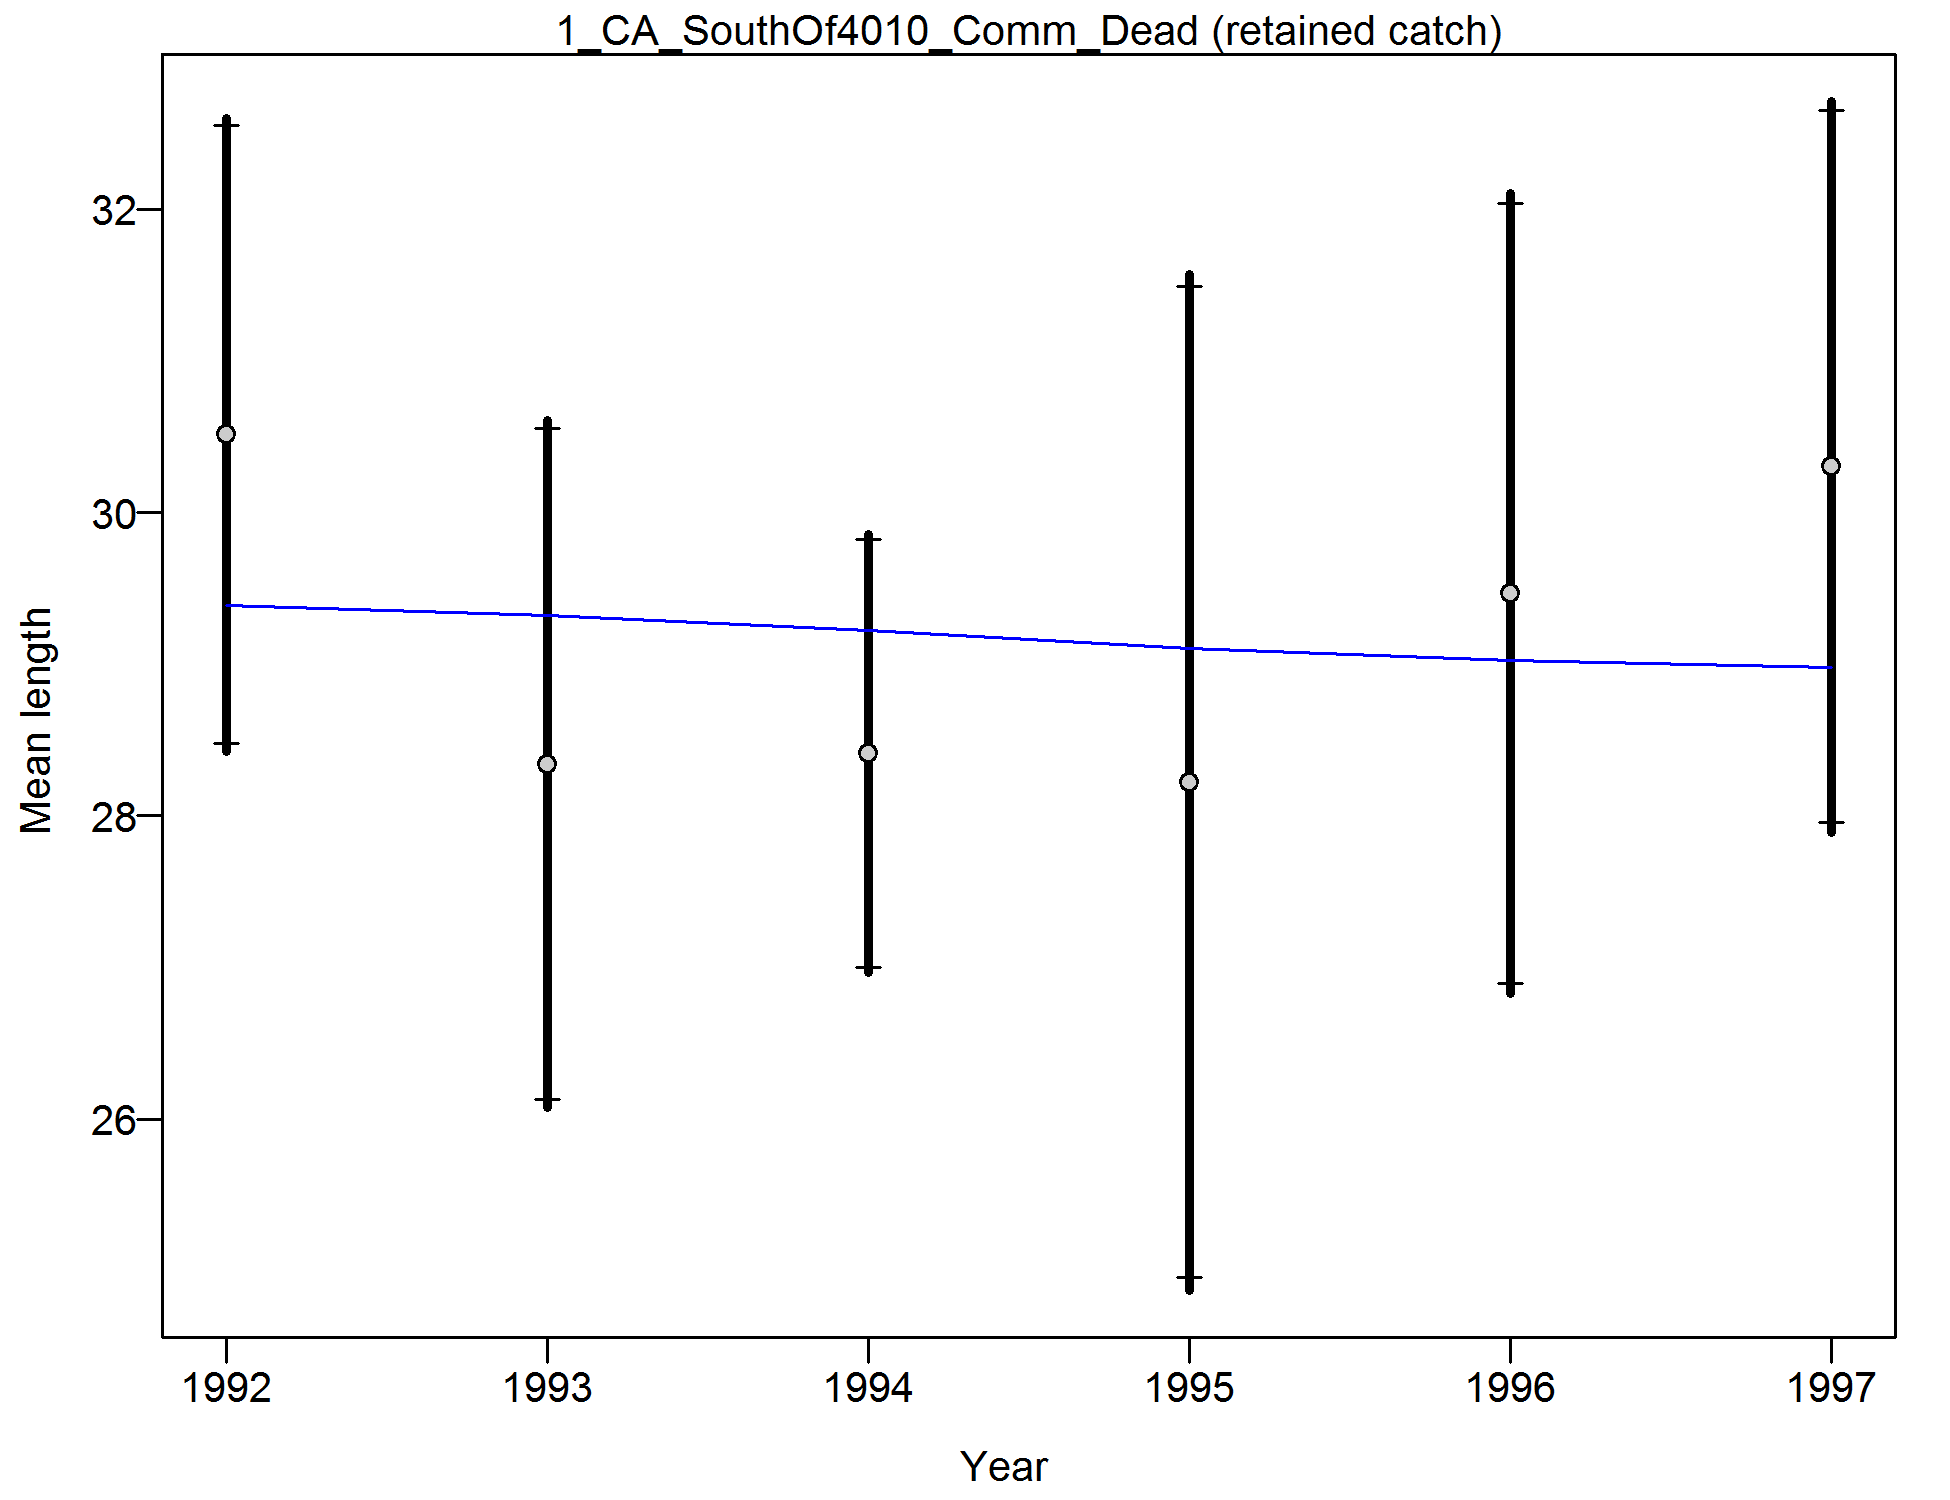 1_CA_SouthOf4010_Comm_Dead (retained catch)
Mean length
32
30
28
26
1992 1993 1994 1995 1996 1997
Year